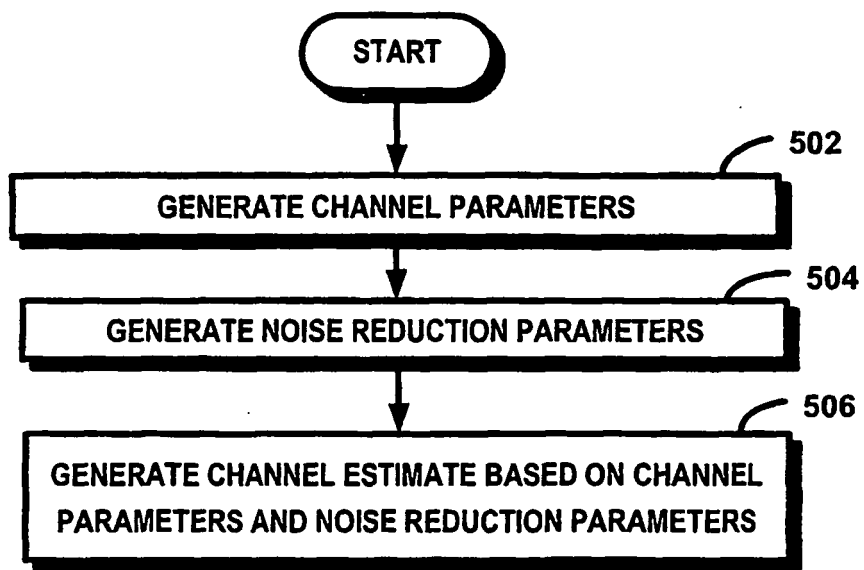 START
502
GENERATE CHANNEL PARAMETERS
504
GENERATE NOISE REDUCTION PARAMETERS
506
GENERATE CHANNEL ESTIMATE BASED ON CHANNEL
PARAMETERS AND NOISE REDUCTION PARAMETERS